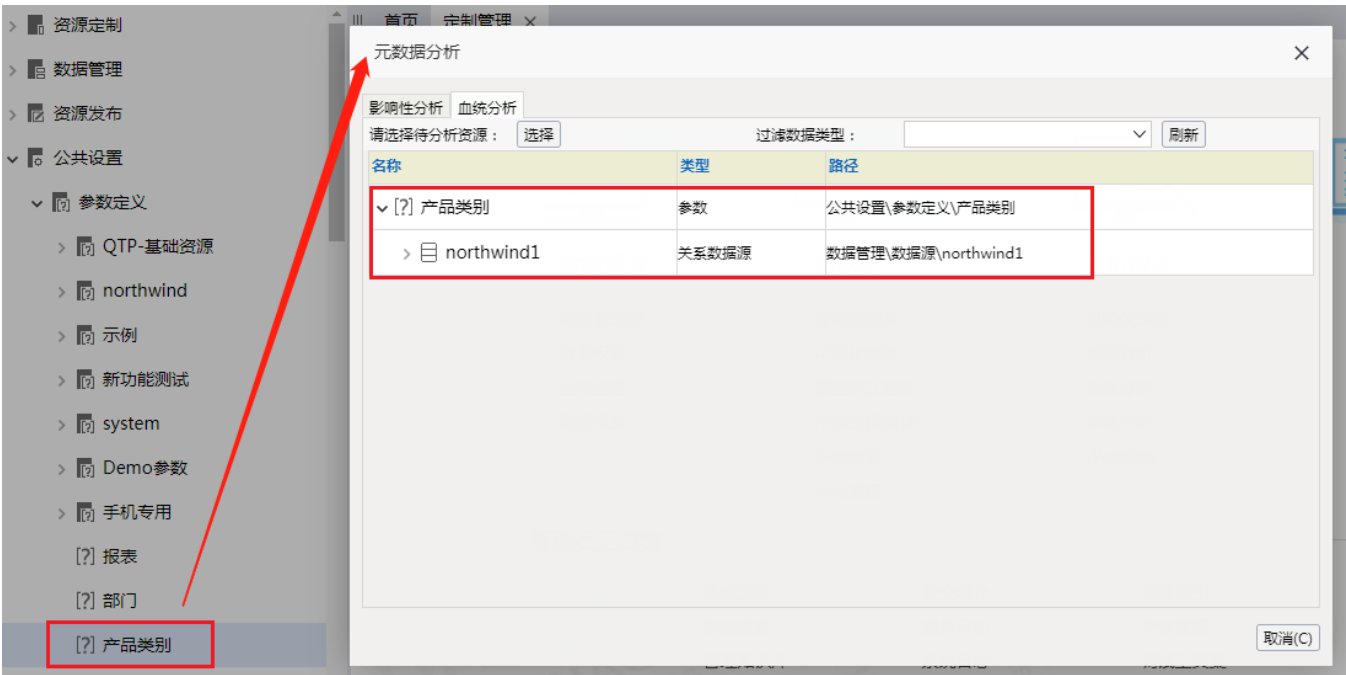 首页 定制管理
资源定制
数据管理
资源发布
公共设置
参数定义
QTP-基础资源
northwind
示例
新功能测试
system
Demo参数
手机专用
[?] 报表
[?] 部门
[?] 产品类别
元数据分析
影响性分析 血统分析
请选择待分析资源： 选择 过滤数据类型： 刷新
名称 类型 路径
[?] 产品类别 参数 公共设置\参数定义\产品类别
northwind1 关系数据源 数据管理\数据源\northwind1
取消(C)